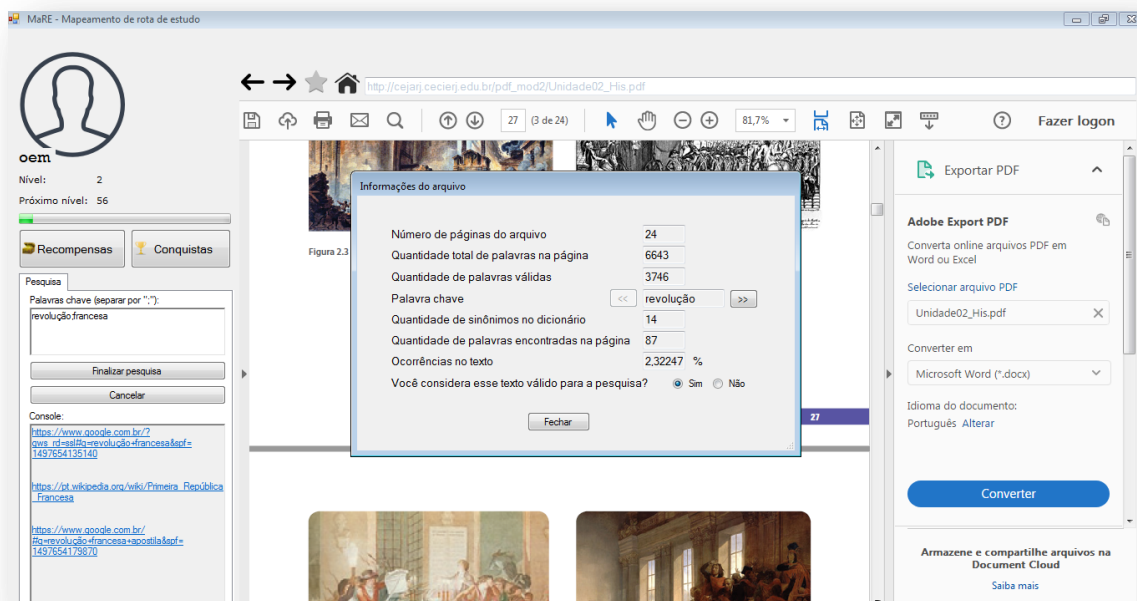 MaRE - Mapeamento de rota de estudo
oem
Nível: 2
Próximo nível: 56
Recompensas
Conquistas
Pesquisa
Palavras chave (separar por ";"):
revolução;francesa
Finalizar pesquisa
Cancelar
Console:
https://www.google.com.br/?
gws_rd=ssl#q=revolução+francesa&spf=
1497654135140
https://pt.wikipedia.org/wiki/Primeira_República
_Francesa
https://www.google.com.br/
#q=revolução+francesa+apostila&spf=
1497654179870
http://cejarj.cecierj.edu.br/pdf_mod2/Unidade02_His.pdf
27 (3 de 24)
81,7%
Fazer logon
Figura 2.3
Informações do arquivo
Número de páginas do arquivo 24
Quantidade total de palavras na página 6643
Quantidade de palavras válidas 3746
Palavra chave << revolução >>
Quantidade de sinônimos no dicionário 14
Quantidade de palavras encontradas na página 87
Ocorrências no texto 2,32247 %
Você considera esse texto válido para a pesquisa? Sim Não
Fechar
27
Exportar PDF
Adobe Export PDF
Converta online arquivos PDF em
Word ou Excel
Selecionar arquivo PDF
Unidade02_His.pdf
Converter em
Microsoft Word (*.docx)
Idioma do documento:
Português Alterar
Converter
Armazene e compartilhe arquivos na
Document Cloud
Saiba mais